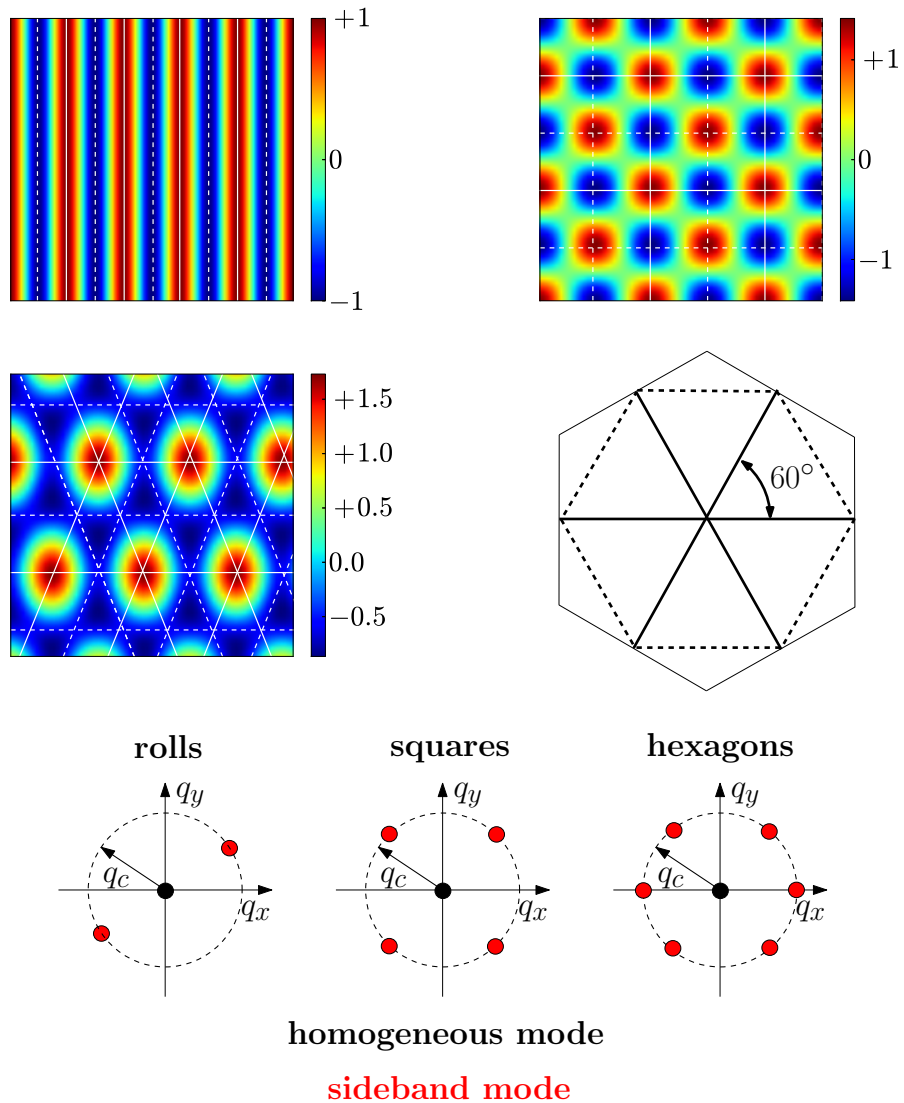 +1
0
−1
+1
0
−1
+1.5
+1.0
+0.5
0.0
−0.5
60°
rolls
squares
hexagons
q_y
q_c
q_x
q_y
q_c
q_x
q_y
q_c
q_x
homogeneous mode
sideband mode